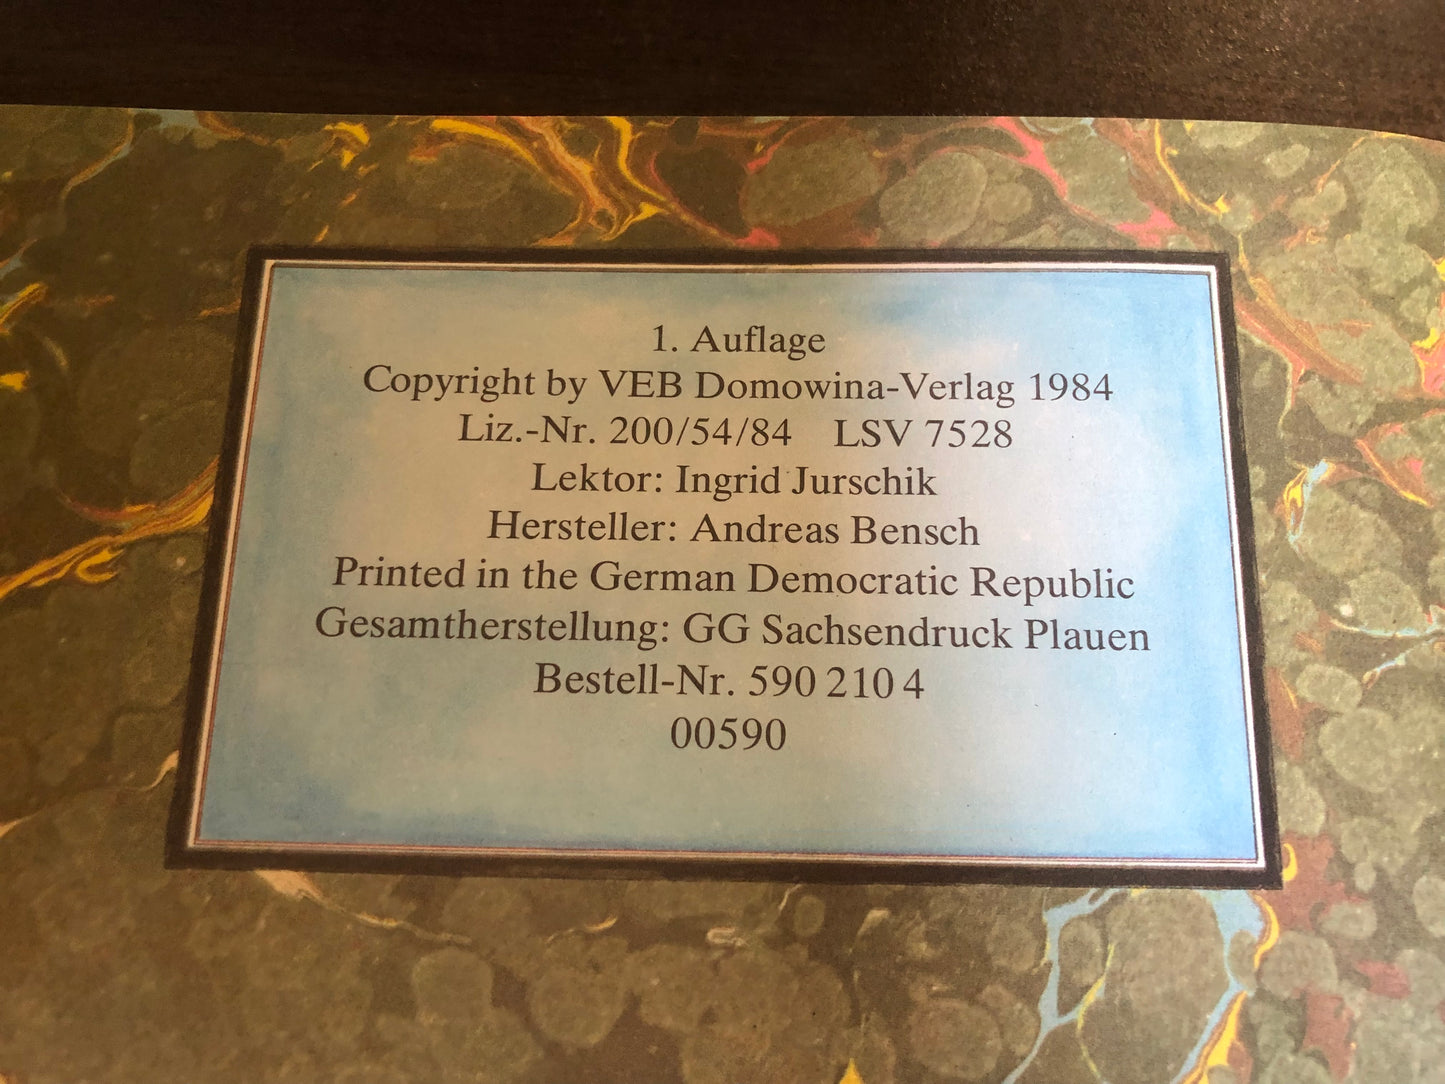 1. Auflage
Copyright by VEB Domowina-Verlag 1984
Liz.-Nr. 200/54/84 LSV 7528
Lektor: Ingrid Jurschik
Hersteller: Andreas Bensch
Printed in the German Democratic Republic
Gesamtherstellung: GG Sachsendruck Plauen
Bestell-Nr. 590 210 4
00590